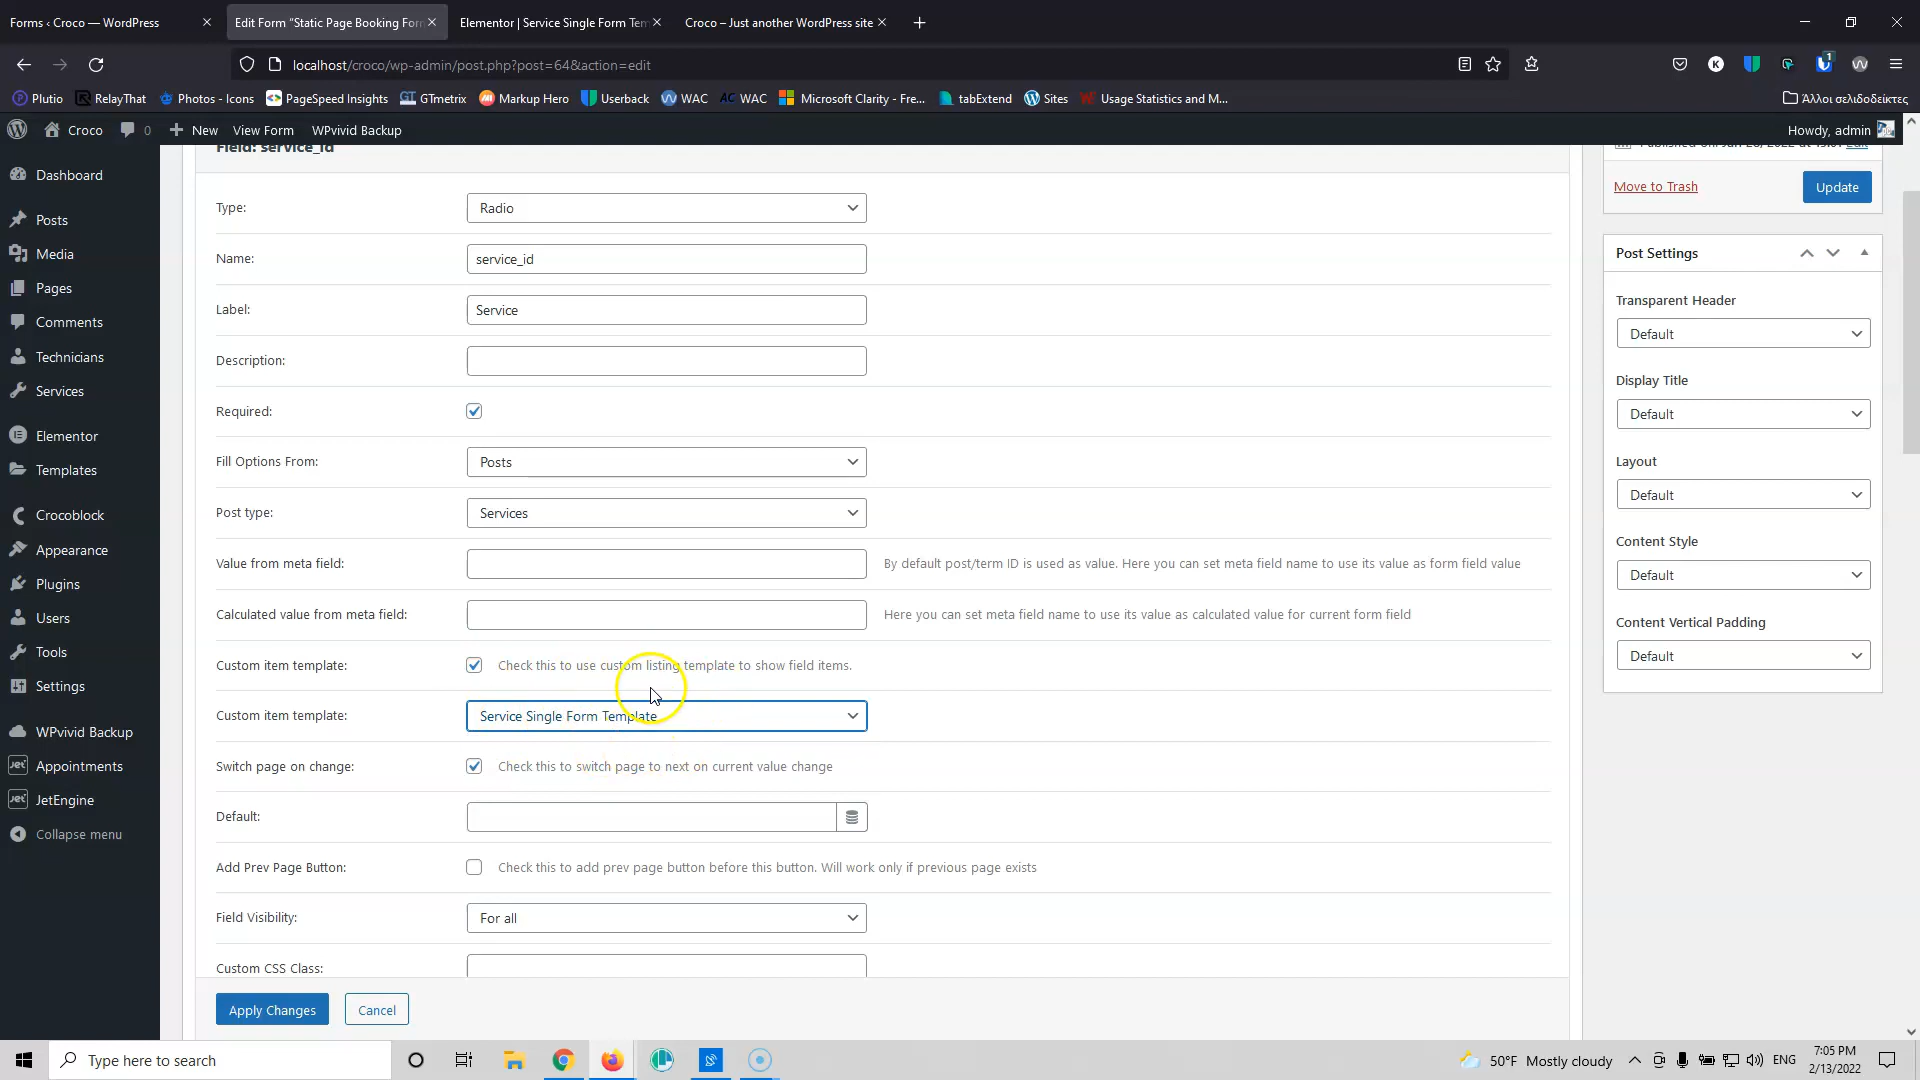 Forms ‹ Croco — WordPress
Edit Form "Static Page Booking For
Elementor | Service Single Form Tem
Croco – Just another WordPress site
localhost/croco/wp-admin/post.php?post=64&action=edit
Plutio
RelayThat
Photos - Icons
PageSpeed Insights
GTmetrix
Markup Hero
Userback
WAC
WAC
Microsoft Clarity - Fre...
tabExtend
Sites
Usage Statistics and M...
Άλλοι σελιδοδείκτες
Croco
0
New
View Form
WPvivid Backup
Howdy, admin
Dashboard
Posts
Media
Pages
Comments
Technicians
Services
Elementor
Templates
Crocoblock
Appearance
Plugins
Users
Tools
Settings
WPvivid Backup
Appointments
JetEngine
Collapse menu
Field: service_id
Type:
Radio
Name:
service_id
Label:
Service
Description:
Required:
Fill Options From:
Posts
Post type:
Services
Value from meta field:
By default post/term ID is used as value. Here you can set meta field name to use its value as form field value
Calculated value from meta field:
Here you can set meta field name to use its value as calculated value for current form field
Custom item template:
Check this to use custom listing template to show field items.
Custom item template:
Service Single Form Template
Switch page on change:
Check this to switch page to next on current value change
Default:
Add Prev Page Button:
Check this to add prev page button before this button. Will work only if previous page exists
Field Visibility:
For all
Custom CSS Class:
Apply Changes
Cancel
Move to Trash
Update
Post Settings
Transparent Header
Default
Display Title
Default
Layout
Default
Content Style
Default
Content Vertical Padding
Default
Type here to search
50°F Mostly cloudy
ENG
7:05 PM
2/13/2022